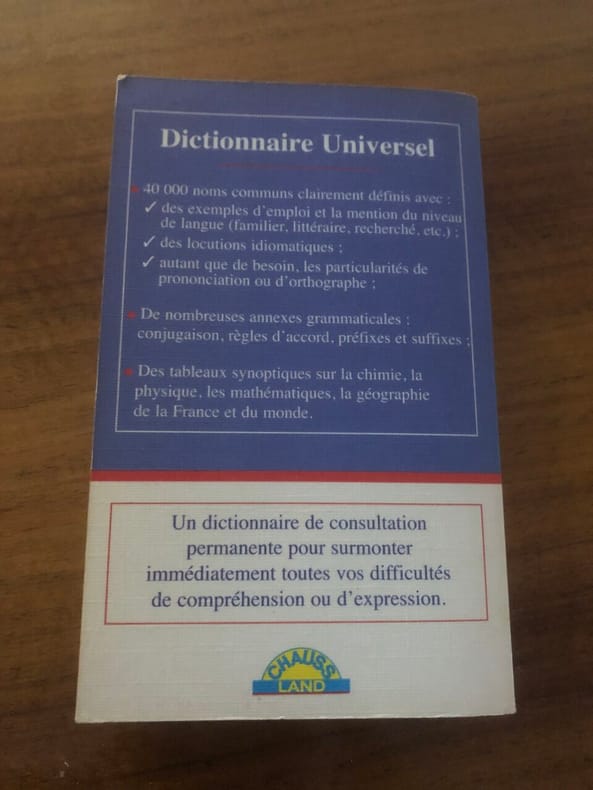 Dictionnaire Universel
40 000 noms communs clairement définis avec :
✓ des exemples d'emploi et la mention du niveau
de langue (familier, littéraire, recherché, etc.) ;
✓ des locutions idiomatiques ;
✓ autant que de besoin, les particularités de
prononciation ou d'orthographe ;
De nombreuses annexes grammaticales :
conjugaison, règles d'accord, préfixes et suffixes ;
Des tableaux synoptiques sur la chimie, la
physique, les mathématiques, la géographie
de la France et du monde.
Un dictionnaire de consultation
permanente pour surmonter
immédiatement toutes vos difficultés
de compréhension ou d'expression.
CHAUSS
LAND